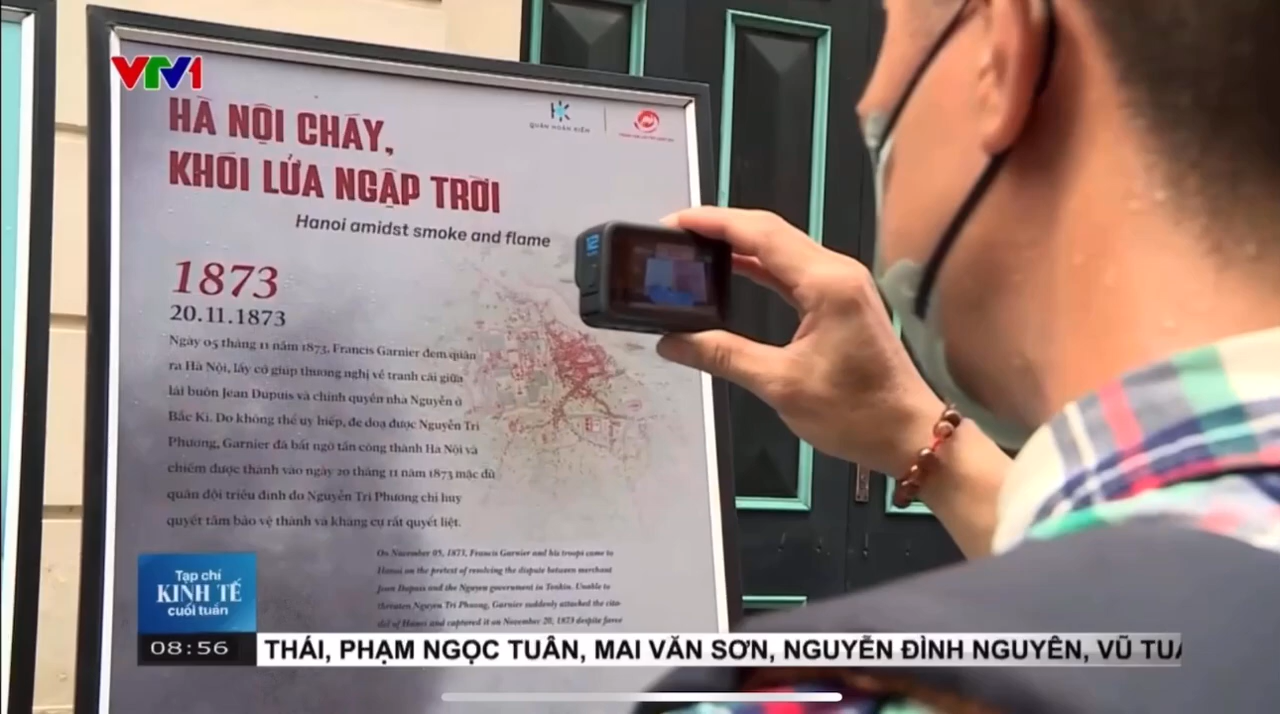 VTV1
HÀ NỘI CHÁY,
KHÓI LỬA NGẬP TRỜI
Hanoi amidst smoke and flame
QUẬN HOÀN KIẾM
1873
20.11.1873
Ngày 05 tháng 11 năm 1873, Francis Garnier đem quân
ra Hà Nội, lấy cớ giúp thương nghị về tranh cãi giữa
lái buôn Jean Dupuis và chính quyền nhà Nguyễn ở
Bắc Kì. Do không thể uy hiếp, đe doạ được Nguyễn Tri
Phương, Garnier đã bất ngờ tấn công thành Hà Nội và
chiếm được thành vào ngày 20 tháng 11 năm 1873 mặc dù
quân đội triều đình do Nguyễn Tri Phương chỉ huy
quyết tâm bảo vệ thành và kháng cự rất quyết liệt.
On November 05, 1873, Francis Garnier and his troops came to
Hanoi on the pretext of resolving the dispute between merchant
Jean Dupuis and the Nguyen government in Tonkin. Unable to
threaten Nguyen Tri Phuong, Garnier suddenly attacked the cita-
del of Hanoi and captured it on November 20, 1873 despite
12
Tạp chí
KINH TẾ
cuối tuần
08:56
THÁI, PHẠM NGỌC TUÂN, MAI VĂN SƠN, NGUYỄN ĐÌNH NGUYÊN, VŨ TUẤ